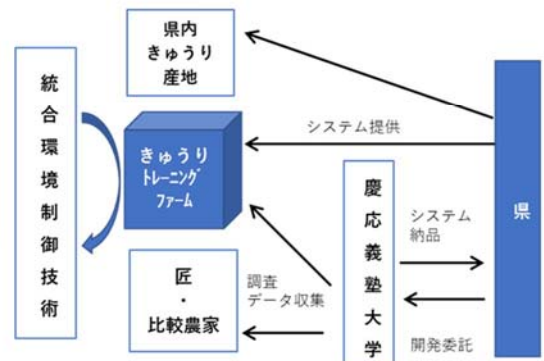 県内
きゅうり
産地
統合環境制御技術
きゅうり
トレーニング
ファーム
システム提供
慶応義塾大学
システム
納品
県
匠
・
比較農家
調査
データ収集
開発委託